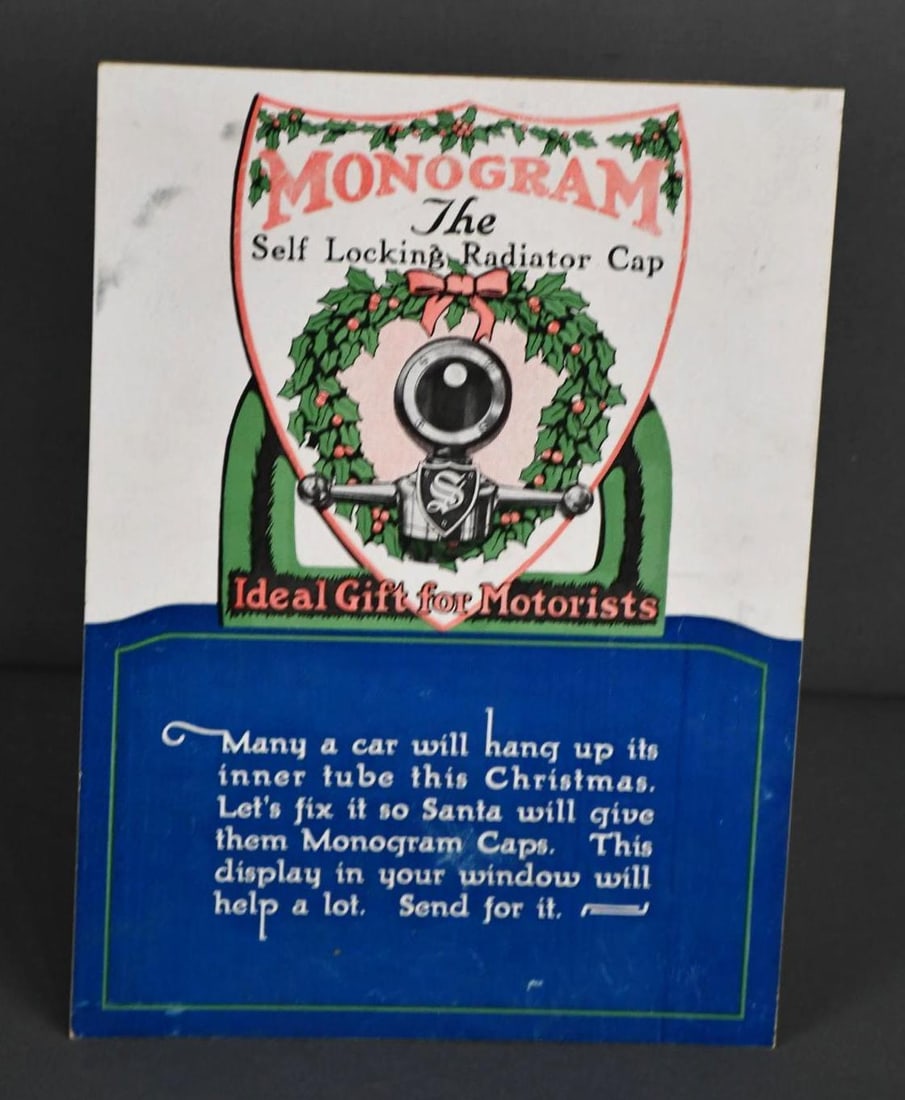 MONOGRAM
The
Self Locking Radiator Cap
S
Ideal Gift for Motorists
Many a car will hang up its
inner tube this Christmas.
Let's fix it so Santa will give
them Monogram Caps. This
display in your window will
help a lot. Send for it.